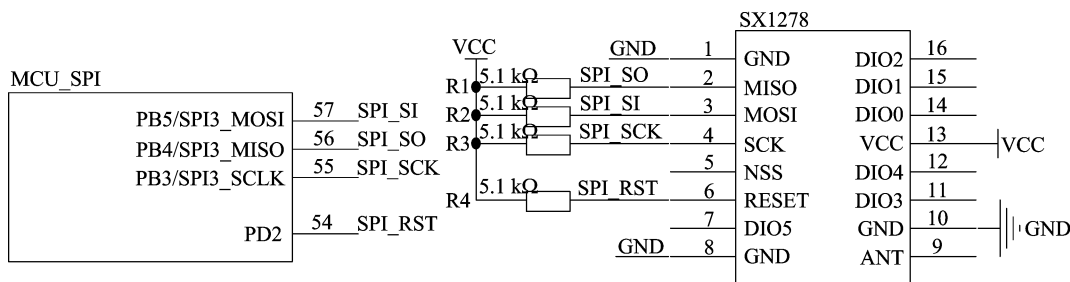 SX1278
MCU_SPI
PB5/SPI3_MOSI 57 SPI_SI
PB4/SPI3_MISO 56 SPI_SO
PB3/SPI3_SCLK 55 SPI_SCK
PD2 54 SPI_RST
VCC
R1 5.1 kΩ SPI_SO
R2 5.1 kΩ SPI_SI
R3 5.1 kΩ SPI_SCK
R4 5.1 kΩ SPI_RST
GND 1 GND
2 MISO
3 MOSI
4 SCK
5 NSS
6 RESET
7 DIO5
GND 8 GND
DIO2 16
DIO1 15
DIO0 14
VCC 13 VCC
DIO4 12
DIO3 11
GND 10 GND
ANT 9